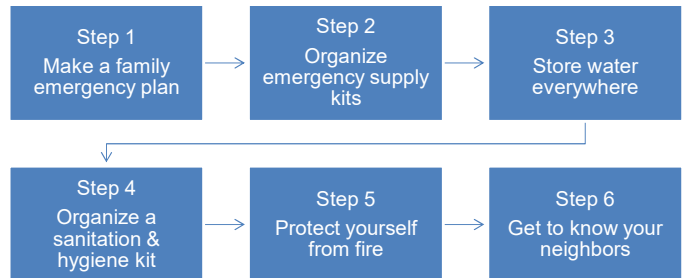 Step 1
Make a family
emergency plan
Step 2
Organize
emergency supply
kits
Step 3
Store water
everywhere
Step 4
Organize a
sanitation &
hygiene kit
Step 5
Protect yourself
from fire
Step 6
Get to know your
neighbors